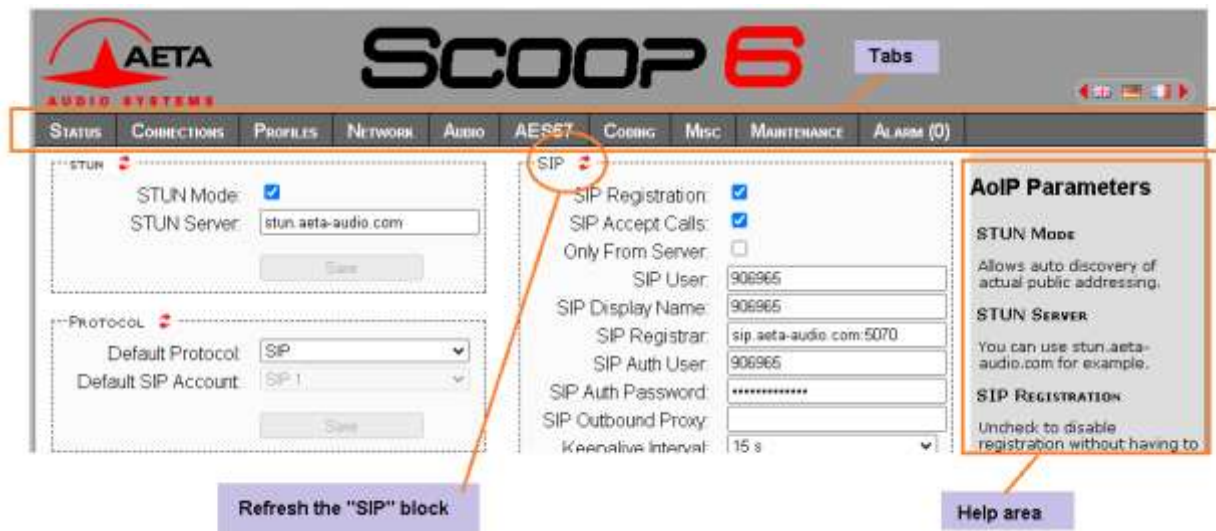 AETA
AUDIO SYSTEMS
SCOOP 6
Tabs
STATUS CONNECTIONS PROFILES NETWORK AUDIO AES67 CODING MISC MAINTENANCE ALARM (0)
STUN
STUN Mode:
STUN Server: stun.aeta-audio.com
Save
PROTOCOL
Default Protocol: SIP
Default SIP Account: SIP 1
Save
SIP
SIP Registration:
SIP Accept Calls:
Only From Server:
SIP User: 906965
SIP Display Name: 906965
SIP Registrar: sip.aeta-audio.com:5070
SIP Auth User: 906965
SIP Auth Password: •••••••••••••
SIP Outbound Proxy:
Keepalive Interval: 15 s
AoIP Parameters
STUN MODE
Allows auto discovery of
actual public addressing.
STUN SERVER
You can use stun.aeta-
audio.com for example.
SIP REGISTRATION
Uncheck to disable
registration without having to
Refresh the "SIP" block
Help area